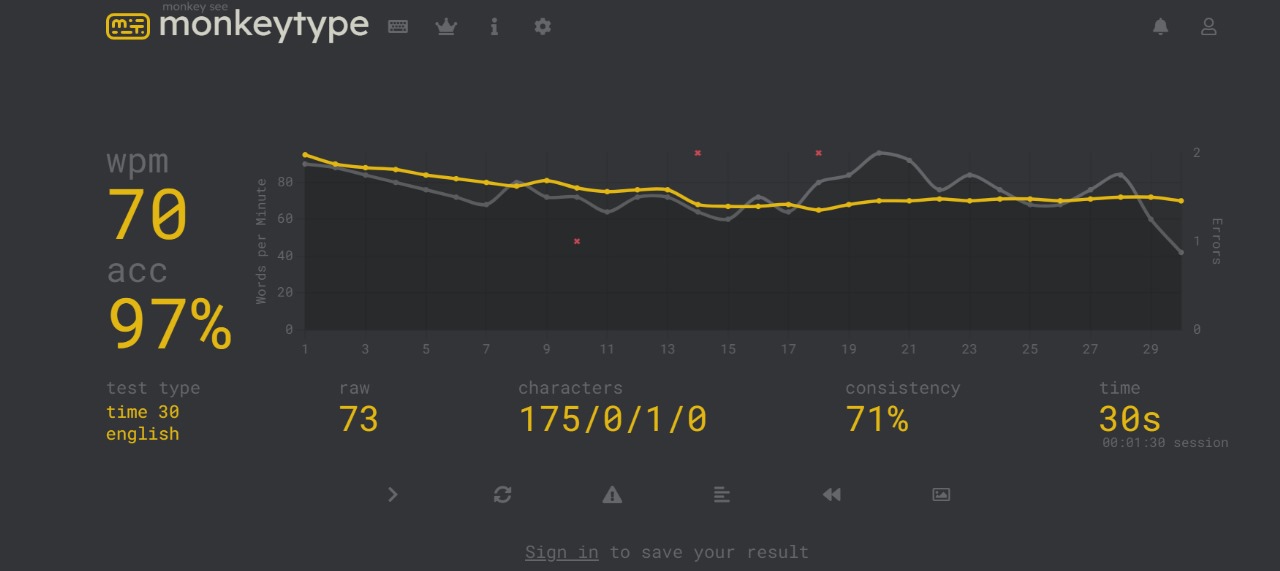 monkey see
monkeytype
wpm
70
acc
97%
Words per Minute
80
60
40
20
0
2
1
0
Errors
1 3 5 7 9 11 13 15 17 19 21 23 25 27 29
test type
time 30
english
raw
73
characters
175/0/1/0
consistency
71%
time
30s
00:01:30 session
Sign in to save your result